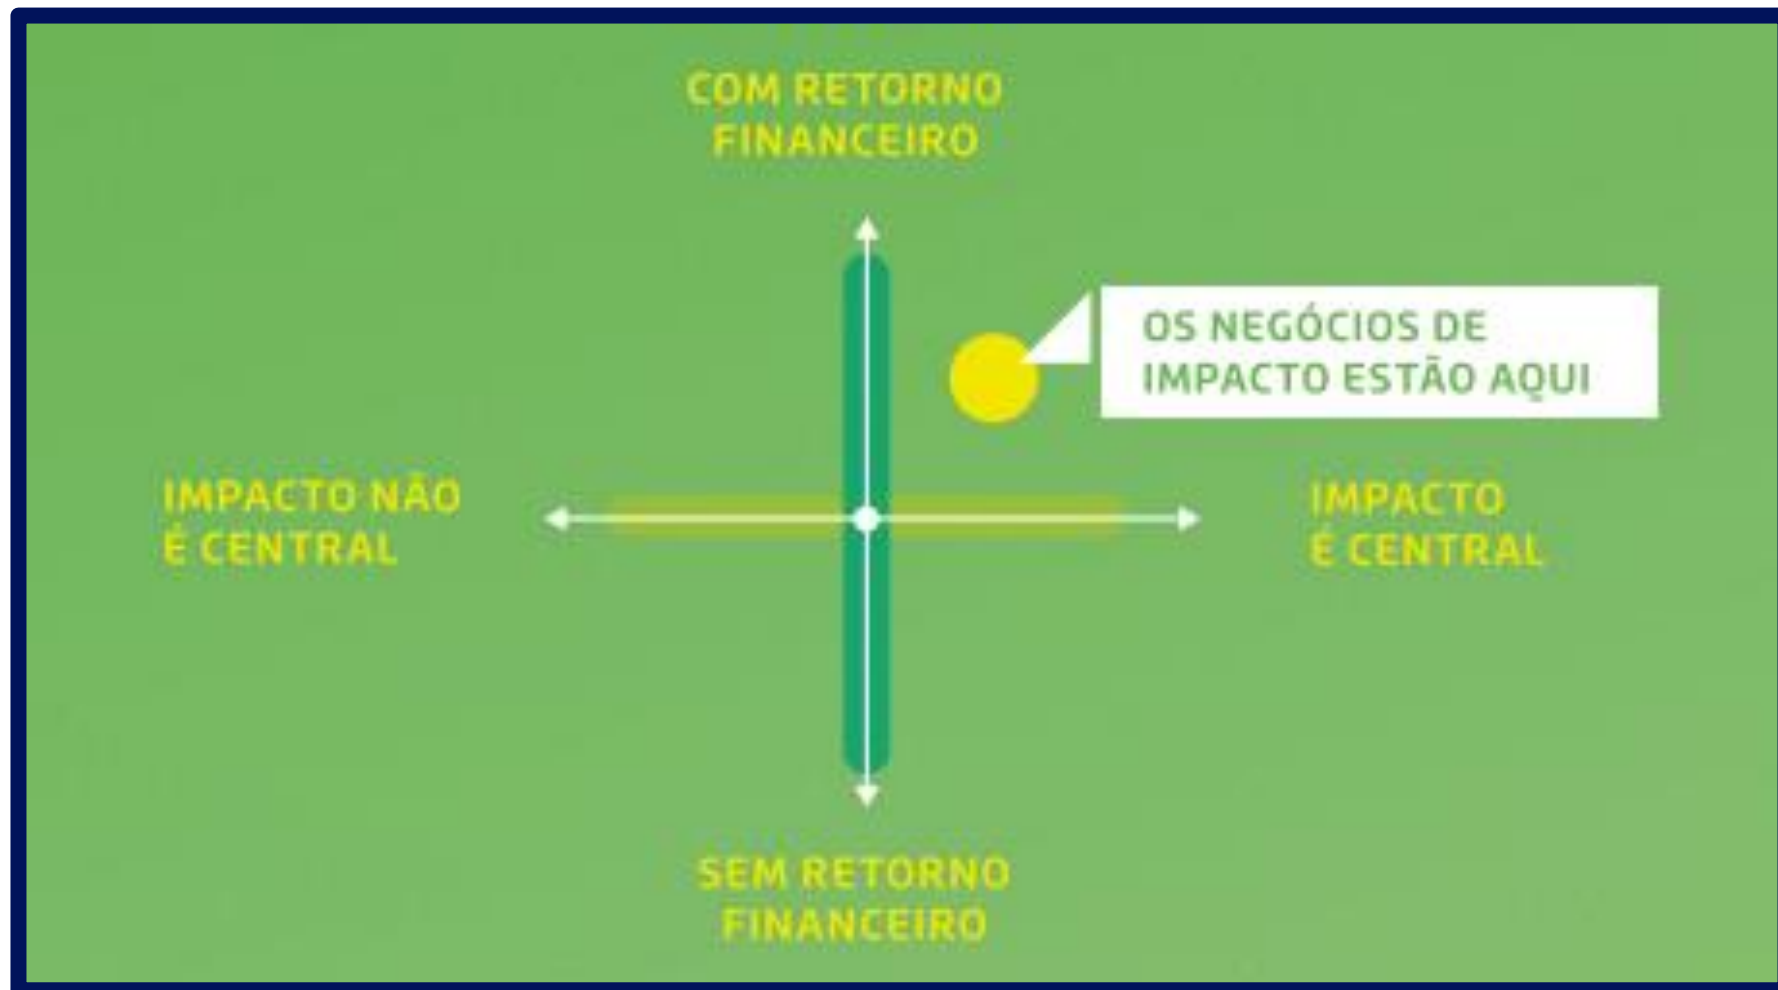 COM RETORNO
FINANCEIRO
OS NEGÓCIOS DE
IMPACTO ESTÃO AQUI
IMPACTO NÃO
É CENTRAL
IMPACTO
É CENTRAL
SEM RETORNO
FINANCEIRO